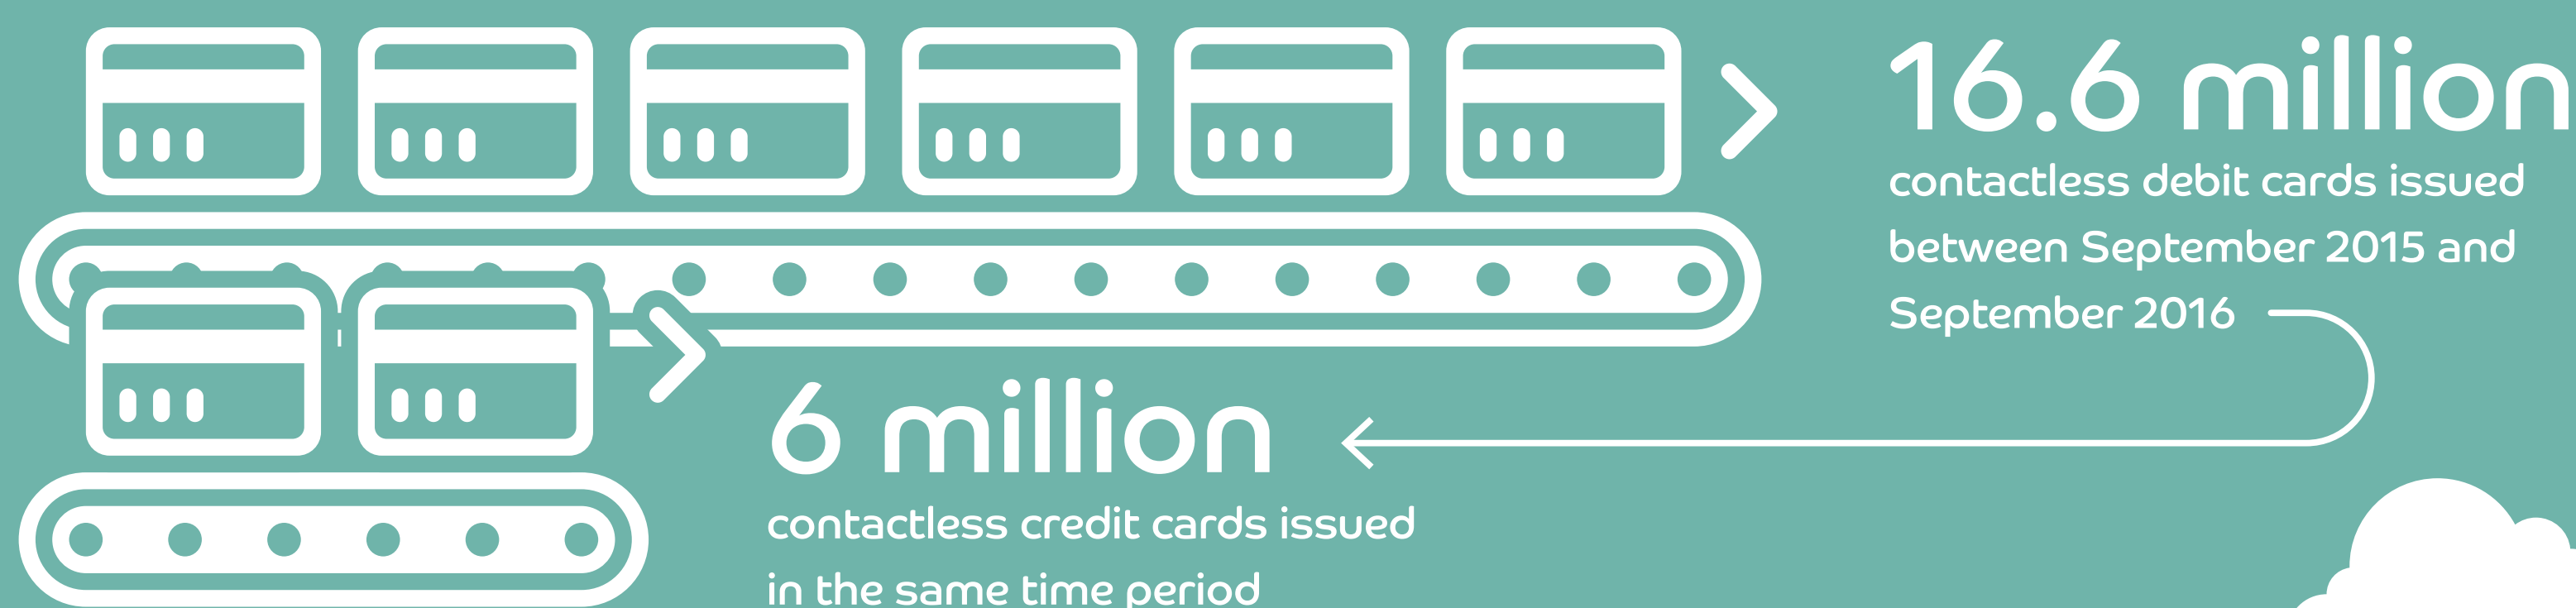 16.6 million
contactless debit cards issued
between September 2015 and
September 2016
6 million
contactless credit cards issued
in the same time period